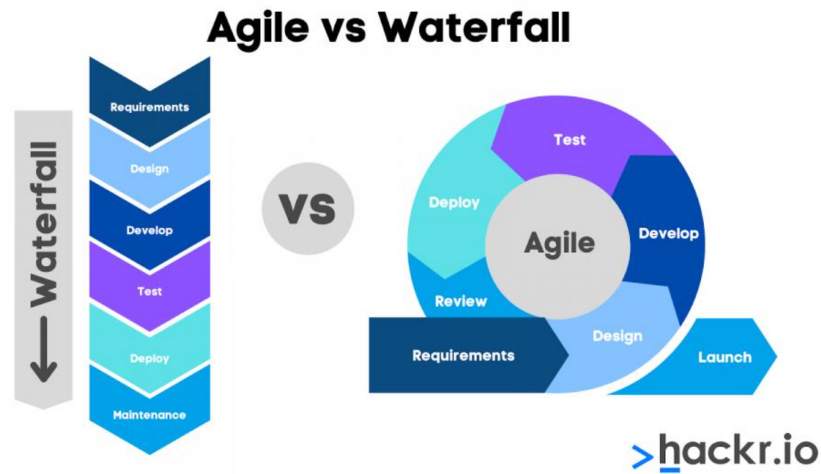 Agile vs Waterfall
Waterfall
Requirements
Design
Develop
Test
Deploy
Maintenance
VS
Test
Deploy
Develop
Agile
Review
Design
Requirements
Launch
>hackr.io